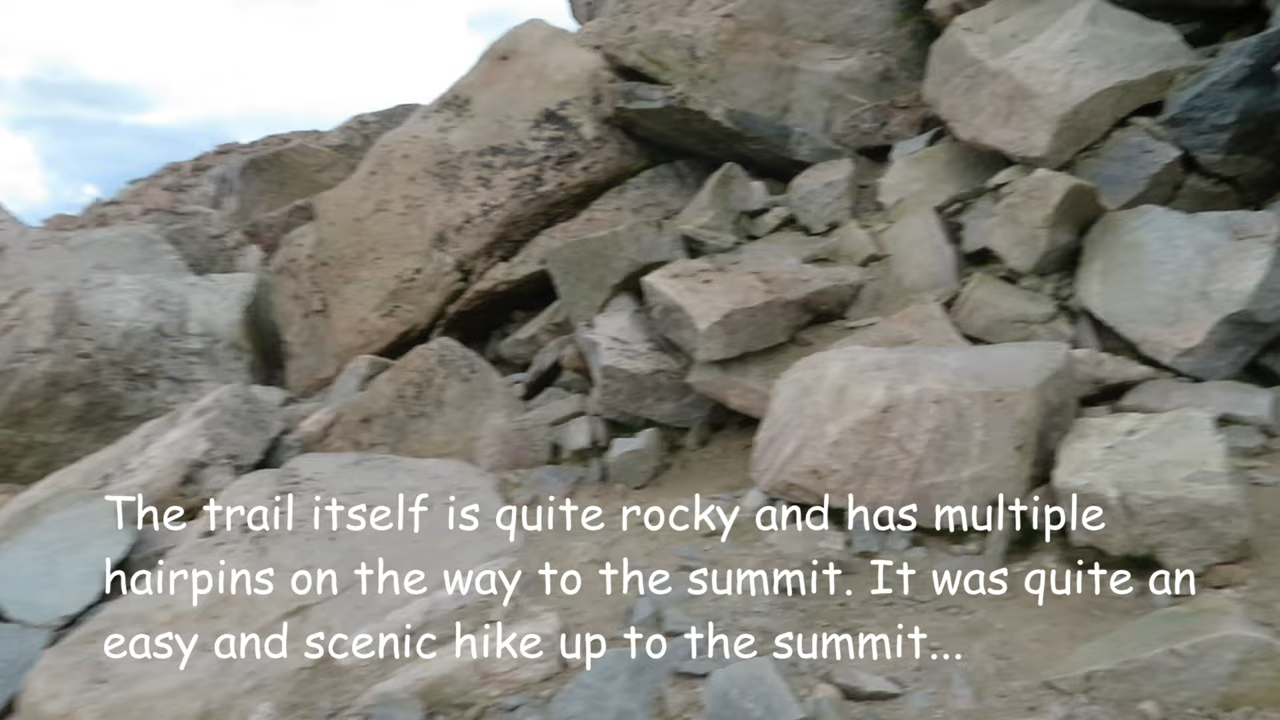 The trail itself is quite rocky and has multiple
hairpins on the way to the summit. It was quite an
easy and scenic hike up to the summit...